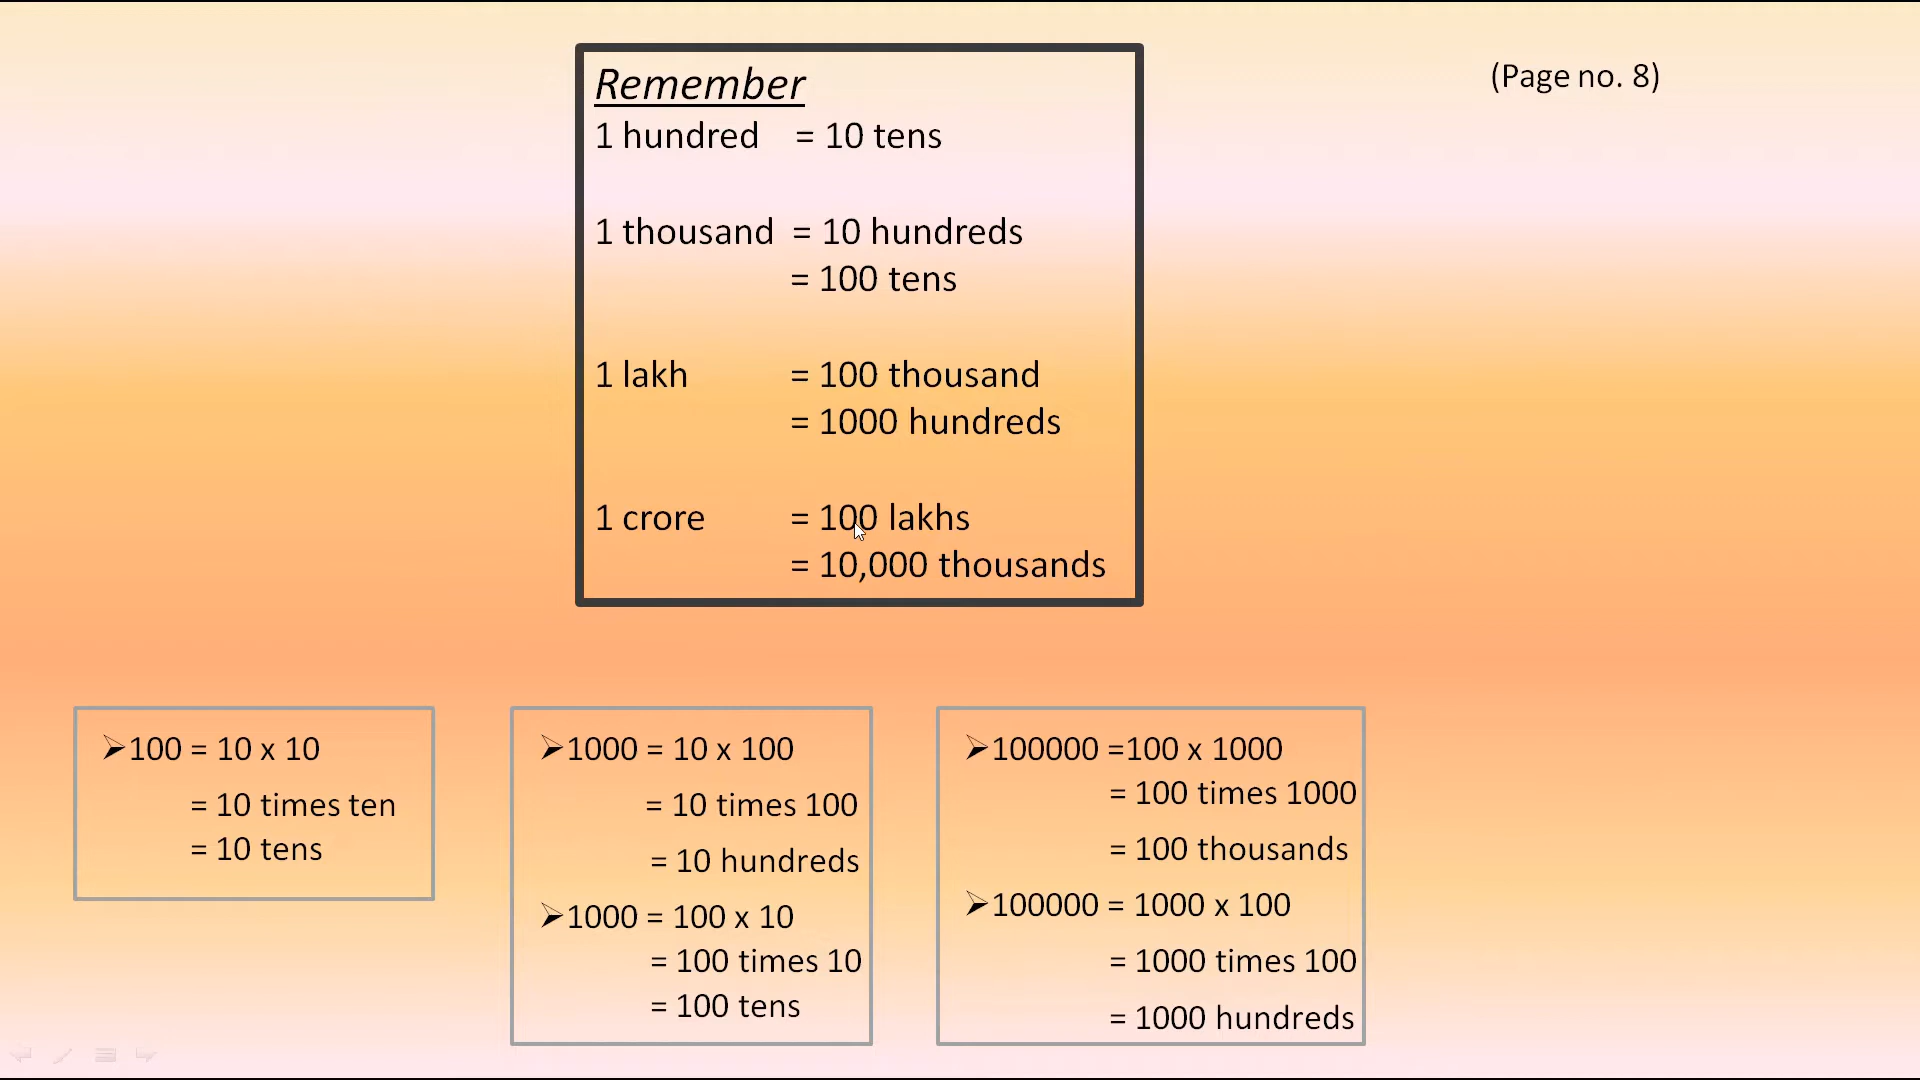 Remember
(Page no. 8)
1 hundred = 10 tens
1 thousand = 10 hundreds
= 100 tens
1 lakh = 100 thousand
= 1000 hundreds
1 crore = 100 lakhs
= 10,000 thousands
➢100 = 10 x 10
= 10 times ten
= 10 tens
➢1000 = 10 x 100
= 10 times 100
= 10 hundreds
➢1000 = 100 x 10
= 100 times 10
= 100 tens
➢100000 =100 x 1000
= 100 times 1000
= 100 thousands
➢100000 = 1000 x 100
= 1000 times 100
= 1000 hundreds